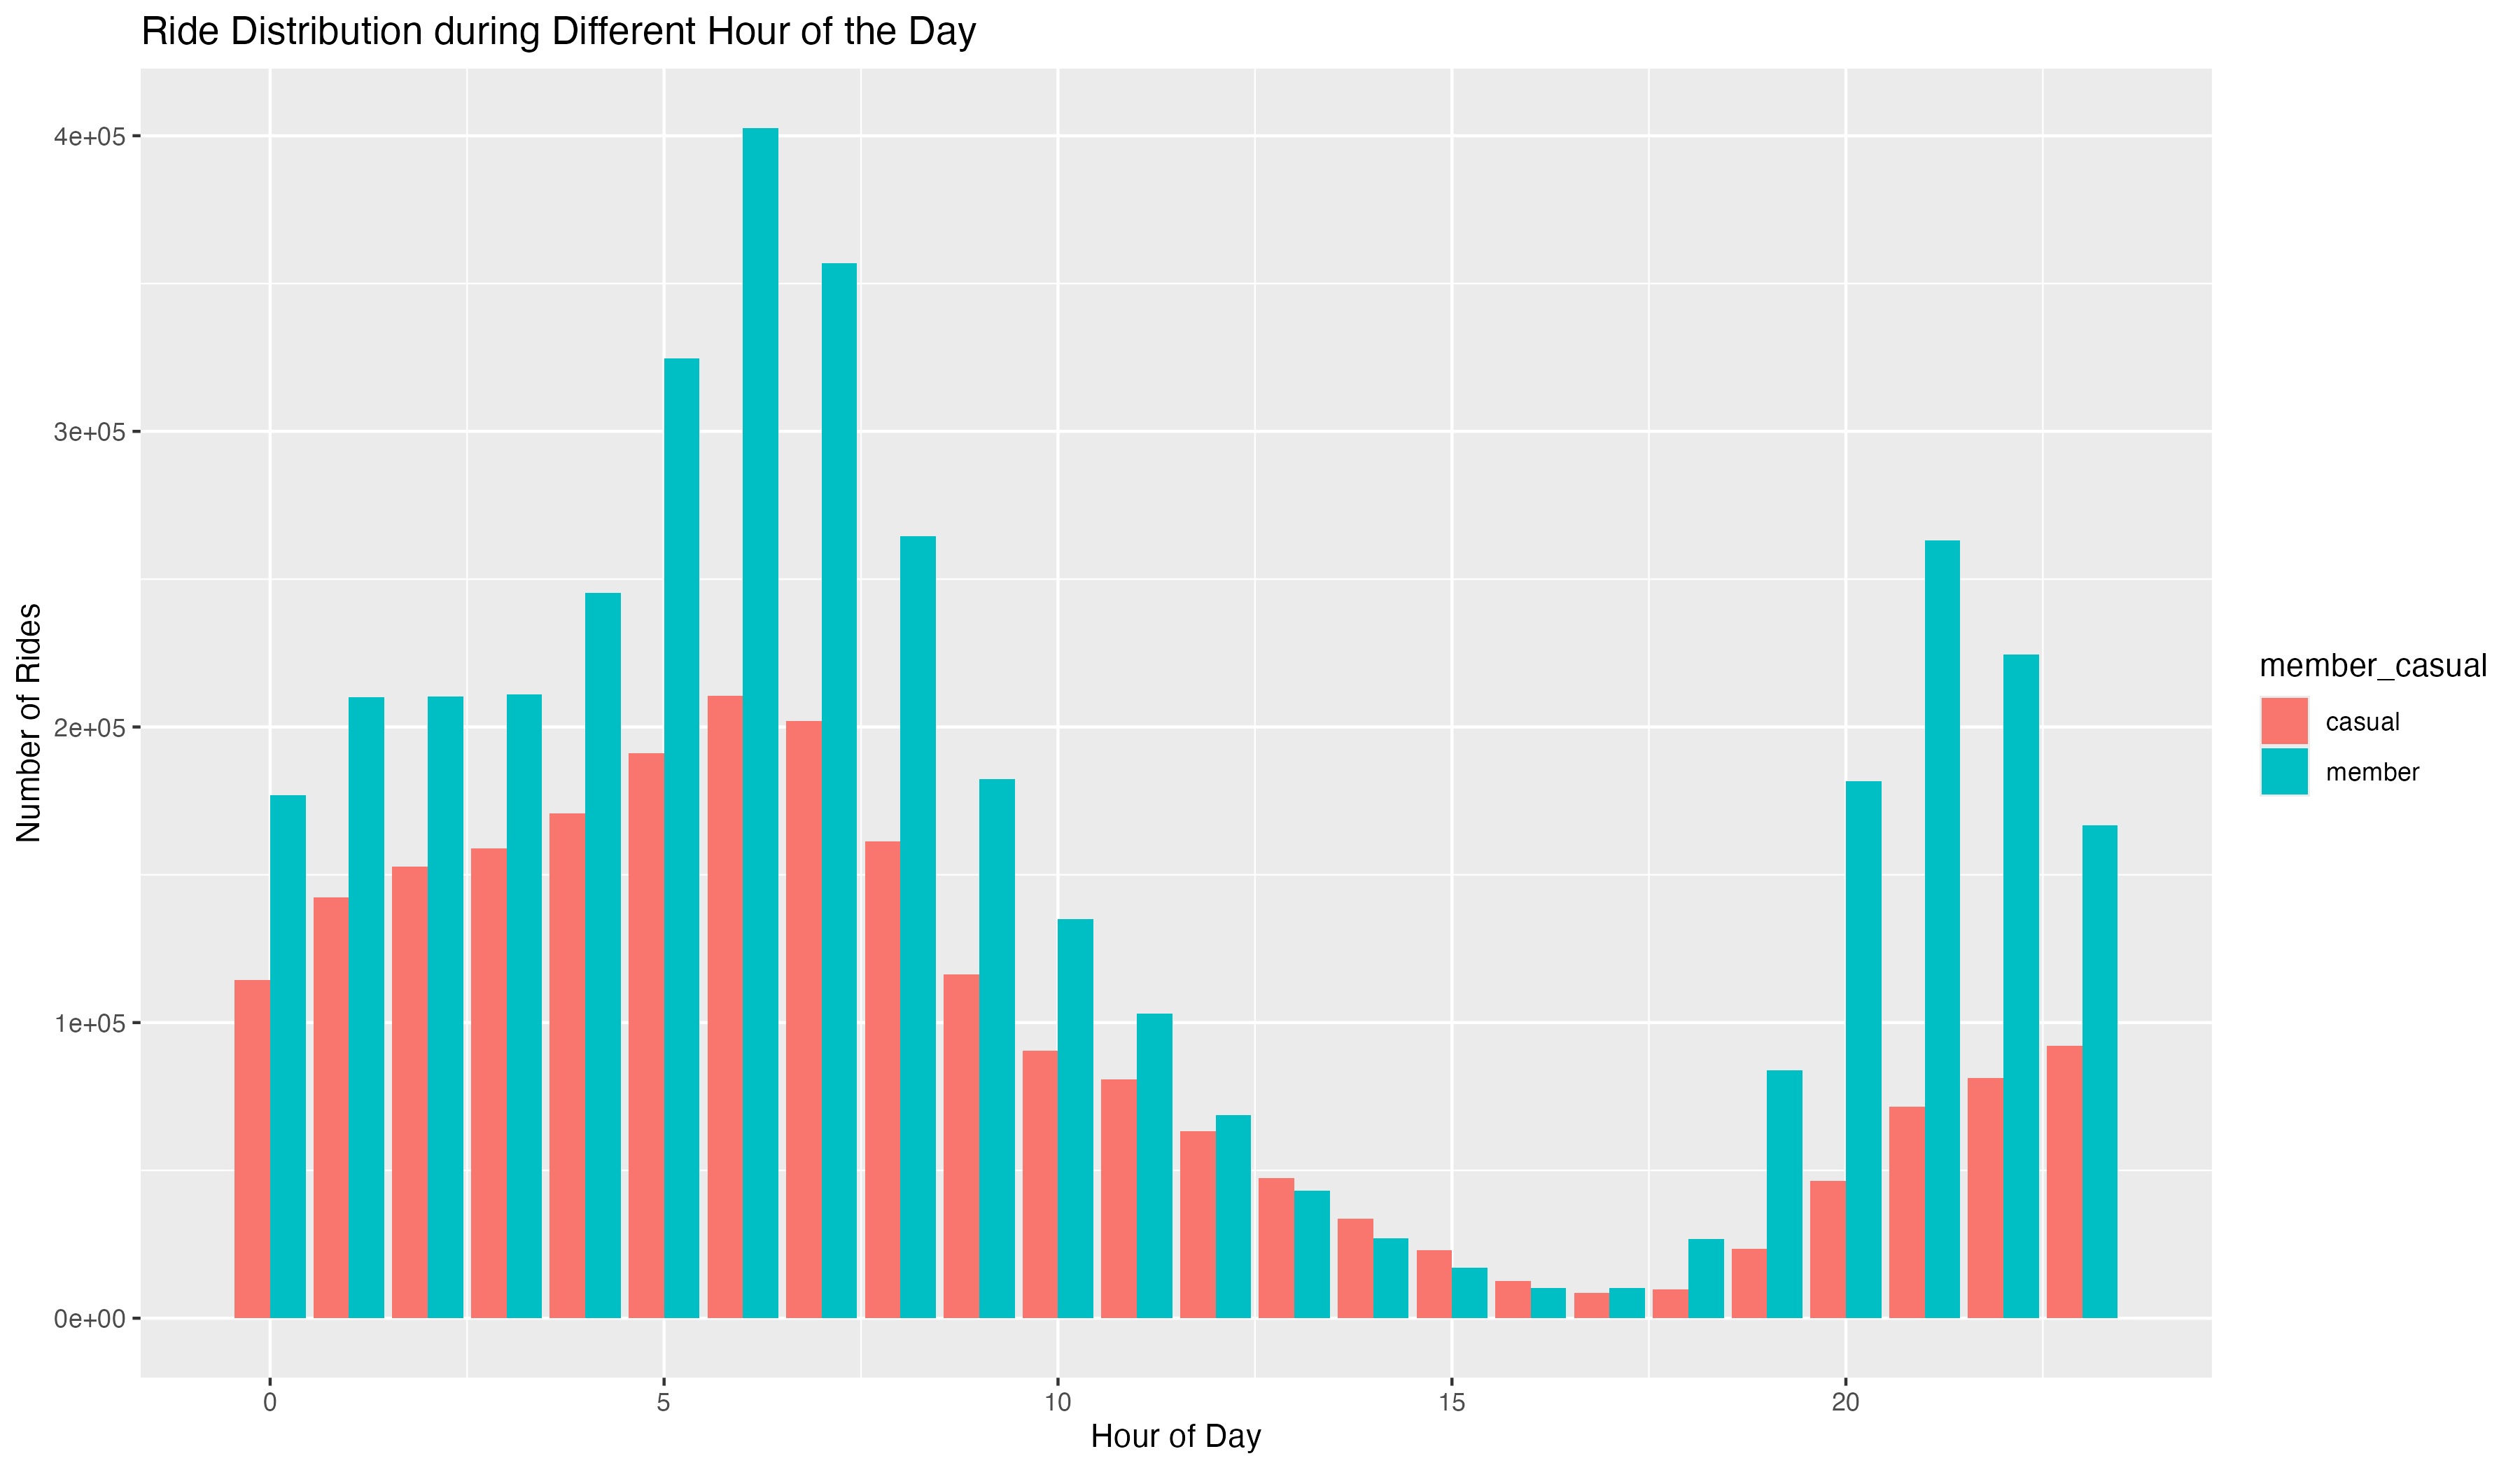 Ride Distribution during Different Hour of the Day
4e+05
3e+05
2e+05
1e+05
0e+00
Number of Rides
0 5 10 15 20
Hour of Day
member_casual
casual
member